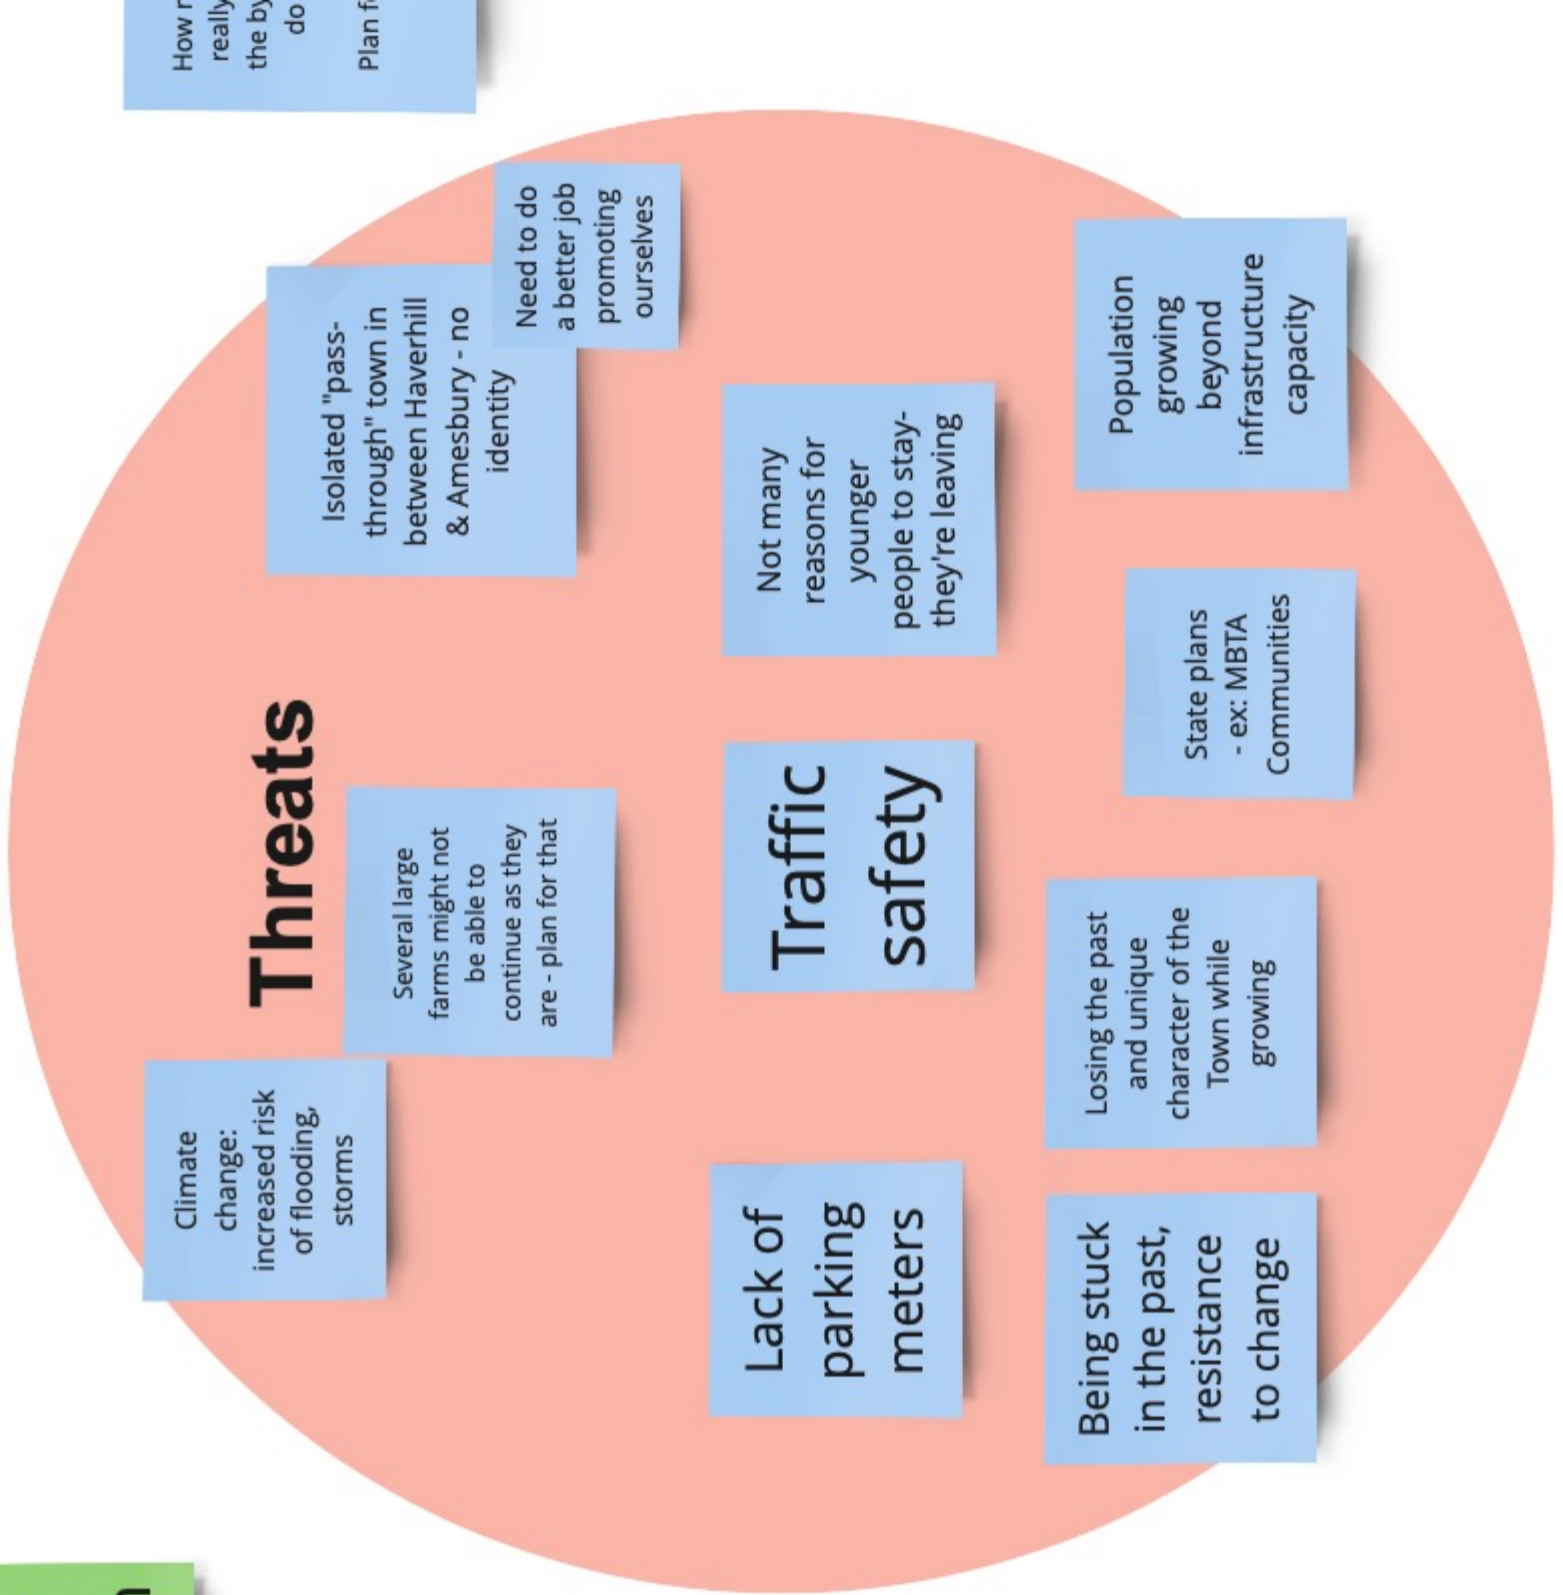 Threats
Climate
change:
increased risk
of flooding,
storms
Several large
farms might not
be able to
continue as they
are - plan for that
Isolated "pass-
through" town in
between Haverhill
& Amesbury - no
identity
Need to do
a better job
promoting
ourselves
Lack of
parking
meters
Traffic
safety
Not many
reasons for
younger
people to stay-
they're leaving
Being stuck
in the past,
resistance
to change
Losing the past
and unique
character of the
Town while
growing
State plans
- ex: MBTA
Communities
Population
growing
beyond
infrastructure
capacity
How
really
the by
do
Plan